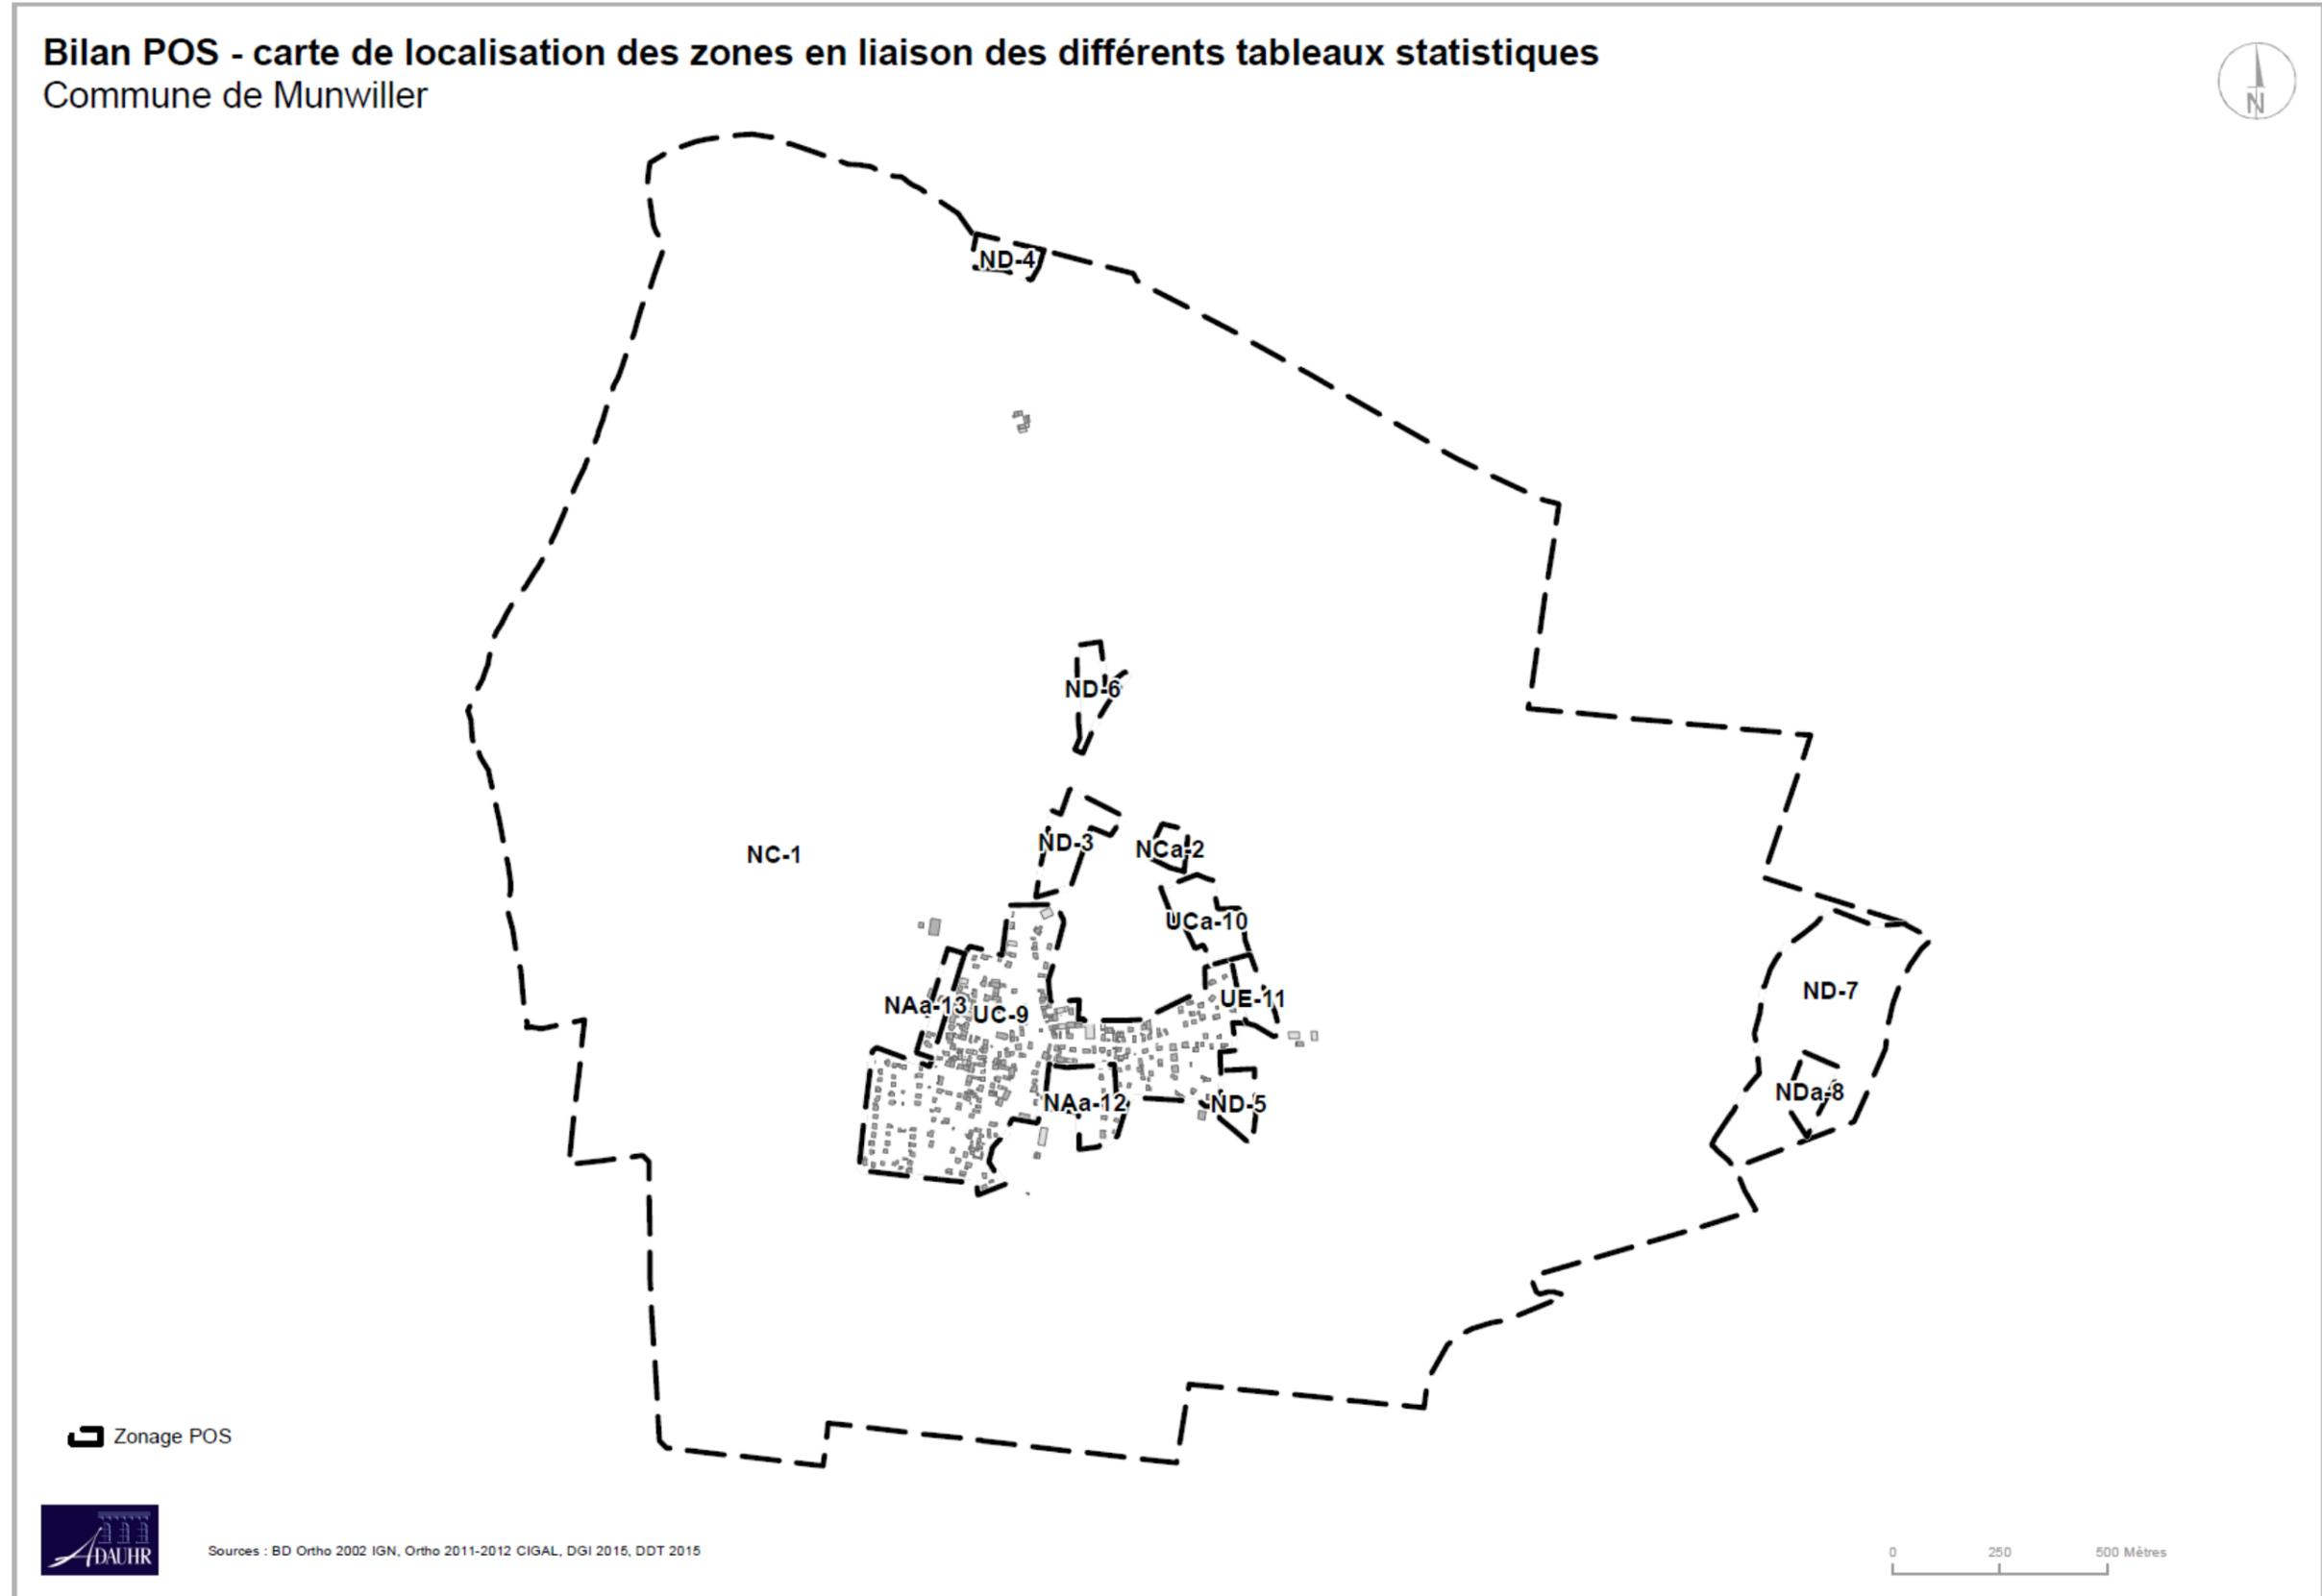 Bilan POS - carte de localisation des zones en liaison des différents tableaux statistiques
Commune de Munwiller
N
ND-4
ND-6
ND-3
NCa-2
NC-1
UCa-10
ND-7
UE-11
NAa-13
UC-9
NDa-8
NAa-12
ND-5
Zonage POS
ADAUHR
Sources : BD Ortho 2002 IGN, Ortho 2011-2012 CIGAL, DGI 2015, DDT 2015
0 250 500 Mètres